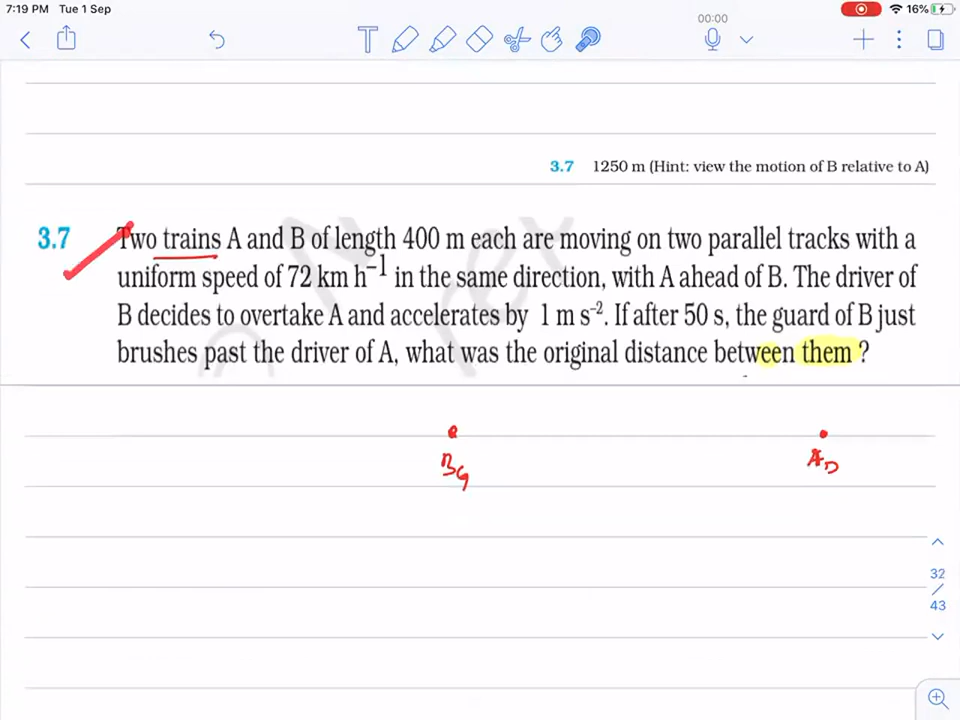 7:19 PM Tue 1 Sep
16%
00:00
3.7 1250 m (Hint: view the motion of B relative to A)
3.7 Two trains A and B of length 400 m each are moving on two parallel tracks with a
uniform speed of 72 km h⁻¹ in the same direction, with A ahead of B. The driver of
B decides to overtake A and accelerates by 1 m s⁻². If after 50 s, the guard of B just
brushes past the driver of A, what was the original distance between them ?
B_G A_D
32
/
43